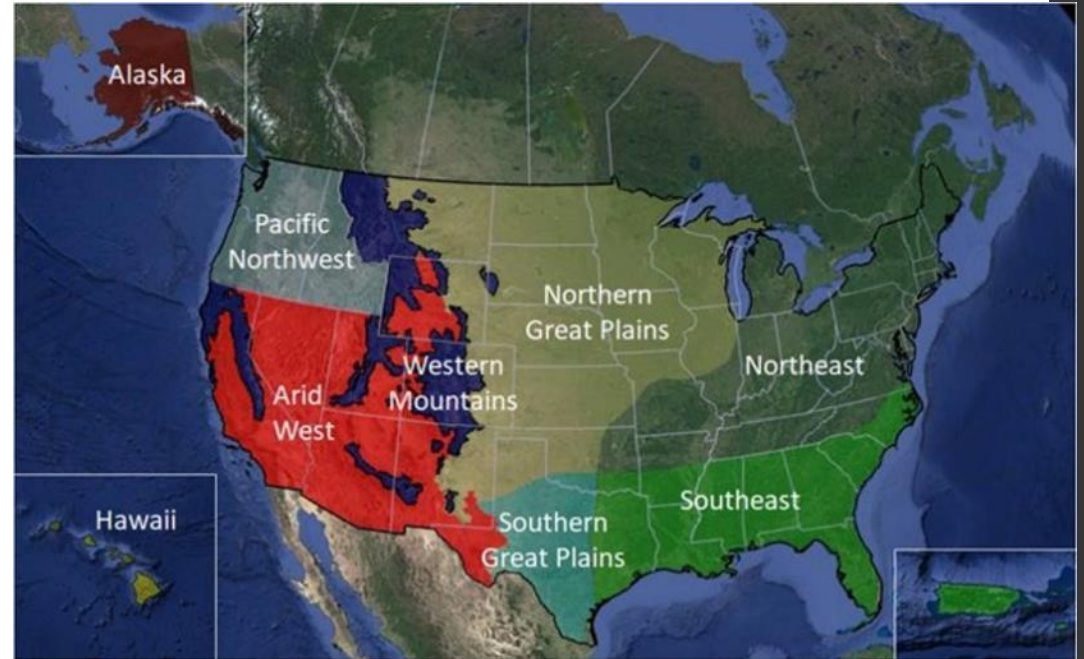 Alaska
Pacific
Northwest
Northern
Great Plains
Western
Mountains
Northeast
Arid
West
Southeast
Hawaii
Southern
Great Plains